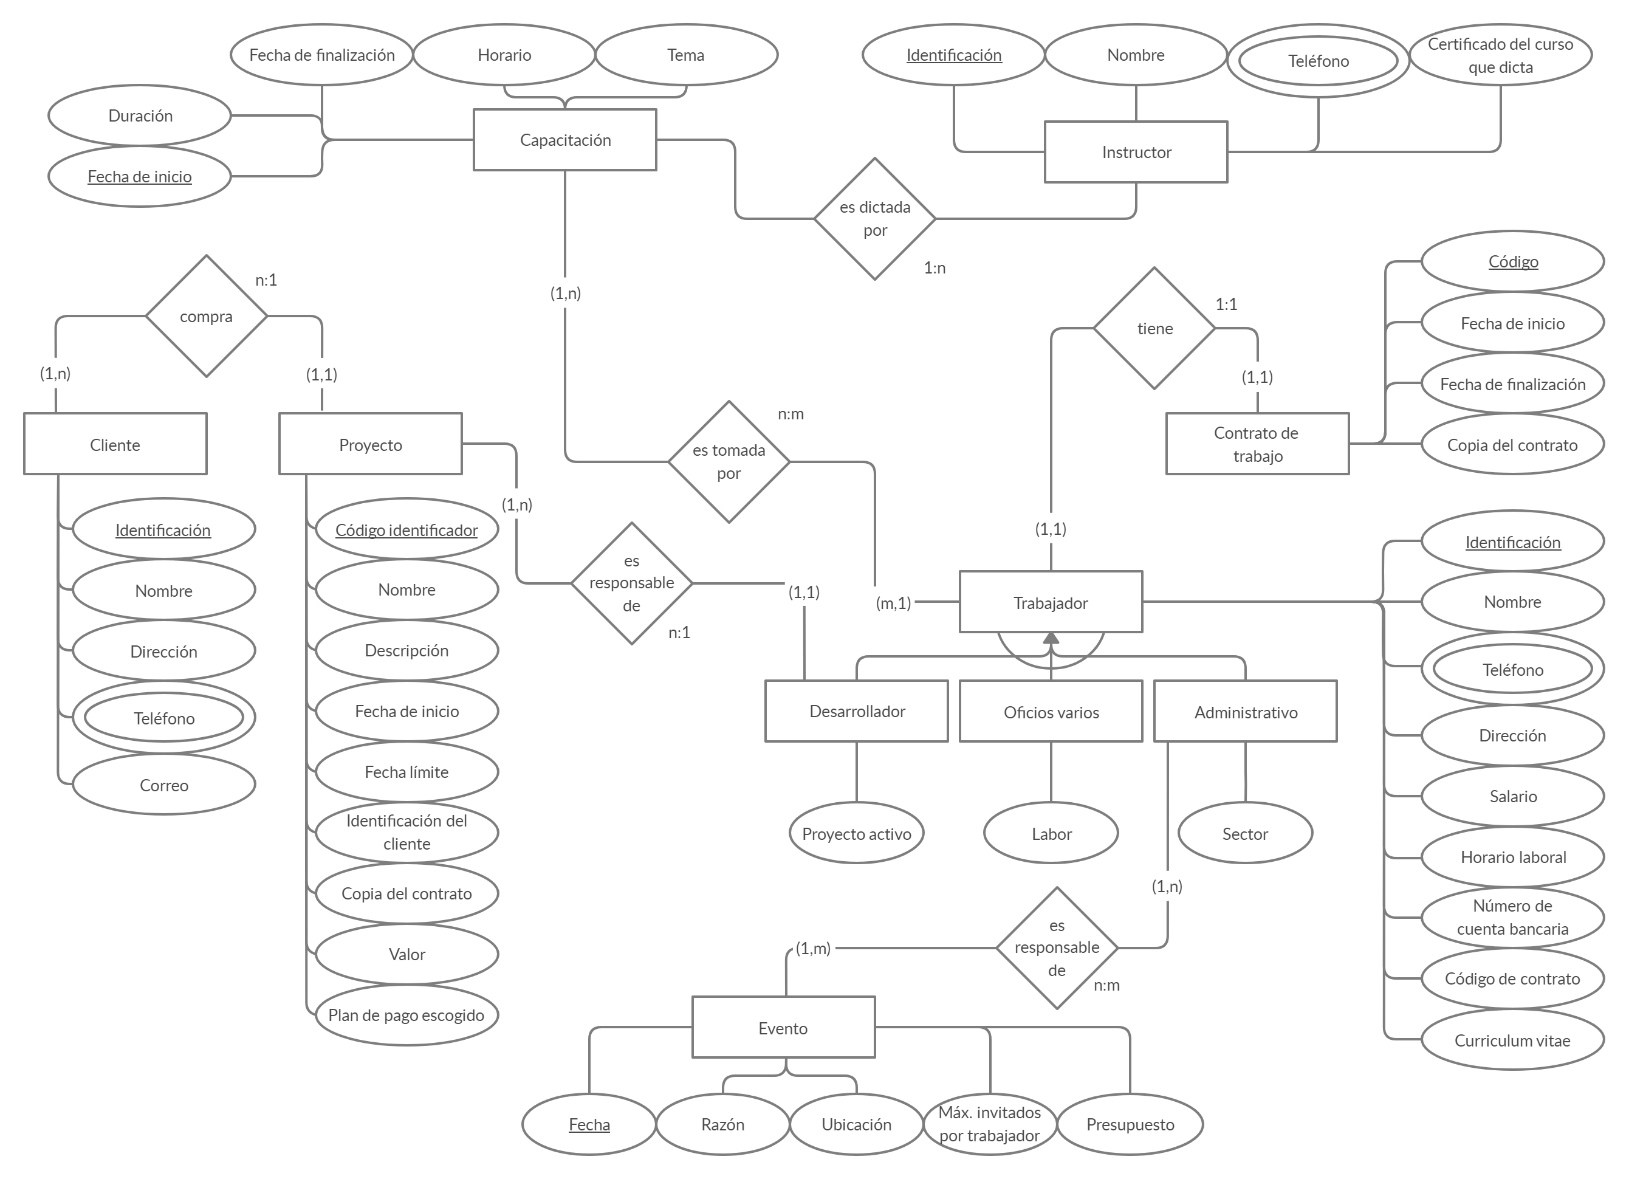 Fecha de finalización
Horario
Tema
Identificación
Nombre
Teléfono
Certificado del curso
que dicta
Duración
Fecha de inicio
Capacitación
Instructor
es dictada
por
1:n
n:1
compra
(1,n)
(1,1)
(1,n)
tiene
1:1
(1,1)
Código
Fecha de inicio
Fecha de finalización
Copia del contrato
Contrato de
trabajo
Cliente
Proyecto
n:m
es tomada
por
(1,n)
(1,1)
Identificación
Nombre
Dirección
Teléfono
Correo
Código identificador
Nombre
Descripción
Fecha de inicio
Fecha límite
Identificación del
cliente
Copia del contrato
Valor
Plan de pago escogido
es
responsable
de
n:1
(1,1)
(m,1)
Trabajador
Identificación
Nombre
Teléfono
Dirección
Salario
Horario laboral
Número de
cuenta bancaria
Código de contrato
Curriculum vitae
Desarrollador
Oficios varios
Administrativo
Proyecto activo
Labor
Sector
(1,n)
es
responsable
de
n:m
(1,m)
Evento
Fecha
Razón
Ubicación
Máx. invitados
por trabajador
Presupuesto